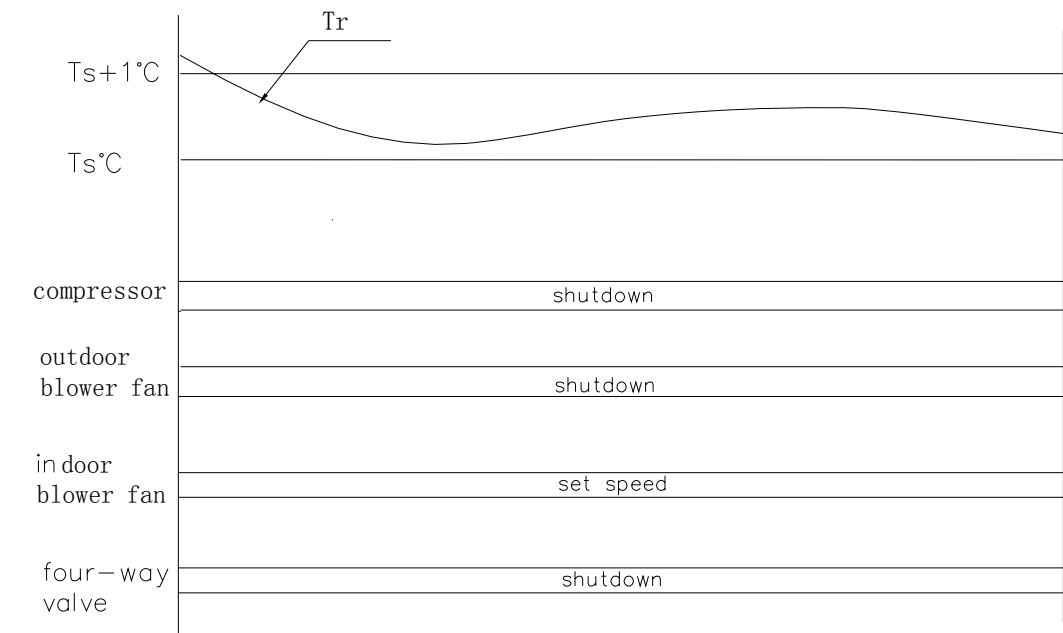 Tr
Ts+1°C
Ts°C
compressor
shutdown
outdoor
blower fan
shutdown
indoor
blower fan
set speed
four-way
valve
shutdown